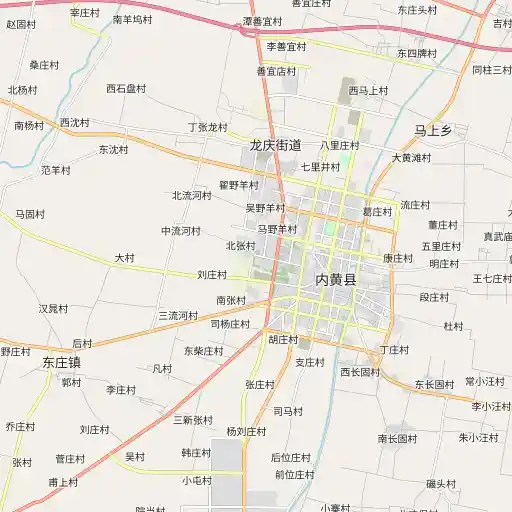 宰庄村
南羊坞村
潭善宜村
善宜庄村
东庄头村
赵固村
吉村
李善宜村
东四牌村
桑庄村
善宜店村
同柱三村
北杨村
西石盘村
西马上村
南杨村
西沈村
丁张龙村
马上乡
东沈村
龙庆街道
八里庄村
大黄滩村
范羊村
七里井村
翟野羊村
北流河村
流庄村
马固村
吴野羊村
葛庄村
中流河村
马野羊村
董庄村
真武庙
北张村
五里庄村
大村
康庄村
明庄村
刘庄村
内黄县
王七庄村
南张村
段庄村
汉晁村
三流河村
司杨庄村
杜村
野庄村
后村
胡庄村
东柴庄村
丁庄村
东庄镇
凡村
支庄村
西长固村
郭村
李庄村
张庄村
东长固村
常小汪村
司马村
李小汪村
乔庄村
三新张村
刘庄村
杨刘庄村
南长固村
朱小汪村
张村
菅庄村
吴村
韩庄村
后位庄村
甫上村
小屯村
前位庄村
碾头村
院当村
小寨村